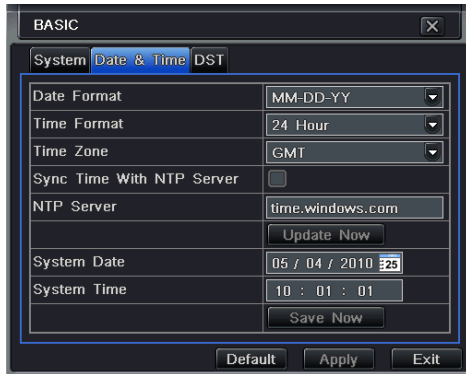 BASIC
System Date & Time DST
Date Format MM-DD-YY
Time Format 24 Hour
Time Zone GMT
Sync Time With NTP Server
NTP Server time.windows.com
Update Now
System Date 05 / 04 / 2010 25
System Time 10 : 01 : 01
Save Now
Default Apply Exit